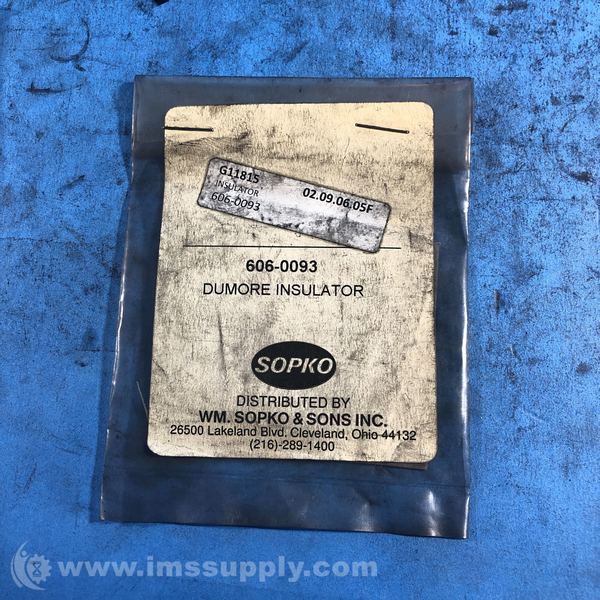 G11815
INSULATOR 02.09.06.05F
606-0093
606-0093
DUMORE INSULATOR
SOPKO
DISTRIBUTED BY
WM. SOPKO & SONS INC.
26500 Lakeland Blvd. Cleveland, Ohio 44132
(216)-289-1400
www.imssupply.com